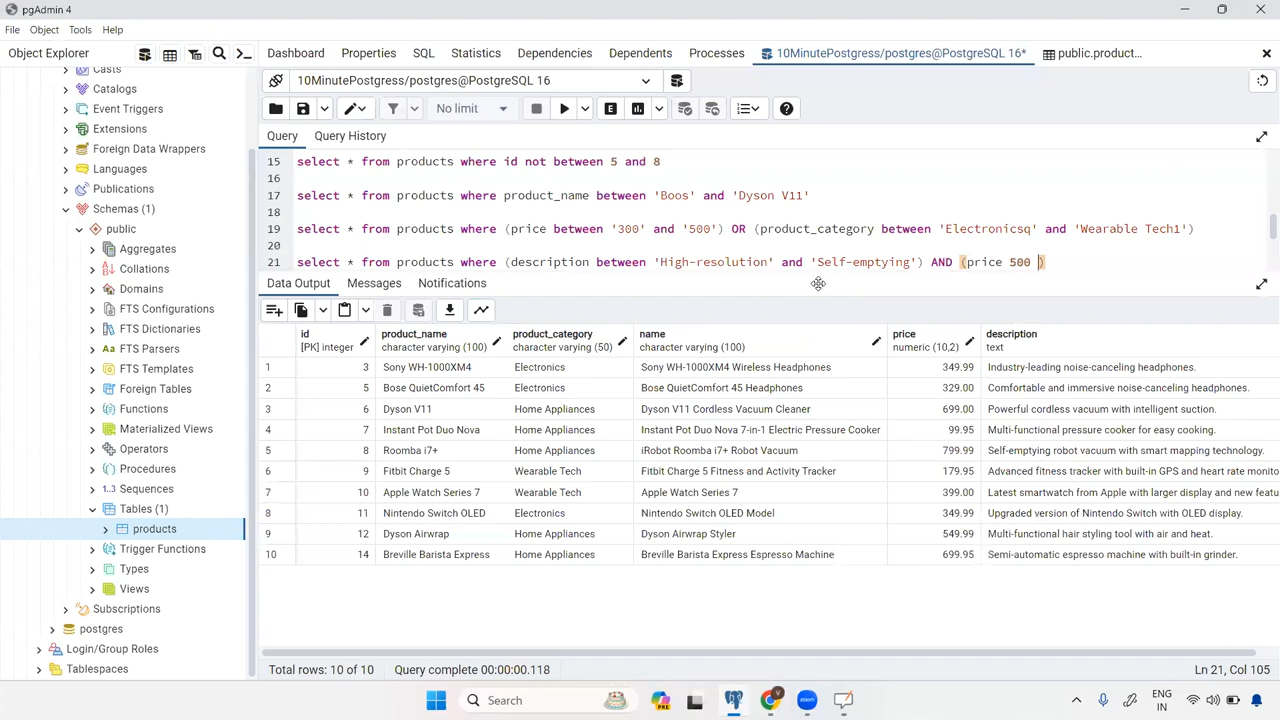 pgAdmin 4
File Object Tools Help
Object Explorer
Dashboard Properties SQL Statistics Dependencies Dependents Processes 10MinutePostgress/postgres@PostgreSQL 16* public.product...
10MinutePostgress/postgres@PostgreSQL 16
No limit
Query Query History
15 select * from products where id not between 5 and 8
16
17 select * from products where product_name between 'Boos' and 'Dyson V11'
18
19 select * from products where (price between '300' and '500') OR (product_category between 'Electronicsq' and 'Wearable Tech1')
20
21 select * from products where (description between 'High-resolution' and 'Self-emptying') AND (price 500 )
Data Output Messages Notifications
id product_name product_category name price description
[PK] integer character varying (100) character varying (50) character varying (100) numeric (10,2) text
1 3 Sony WH-1000XM4 Electronics Sony WH-1000XM4 Wireless Headphones 349.99 Industry-leading noise-canceling headphones.
2 5 Bose QuietComfort 45 Electronics Bose QuietComfort 45 Headphones 329.00 Comfortable and immersive noise-canceling headphones.
3 6 Dyson V11 Home Appliances Dyson V11 Cordless Vacuum Cleaner 699.00 Powerful cordless vacuum with intelligent suction.
4 7 Instant Pot Duo Nova Home Appliances Instant Pot Duo Nova 7-in-1 Electric Pressure Cooker 99.95 Multi-functional pressure cooker for easy cooking.
5 8 Roomba i7+ Home Appliances iRobot Roomba i7+ Robot Vacuum 799.99 Self-emptying robot vacuum with smart mapping technology.
6 9 Fitbit Charge 5 Wearable Tech Fitbit Charge 5 Fitness and Activity Tracker 179.95 Advanced fitness tracker with built-in GPS and heart rate monito
7 10 Apple Watch Series 7 Wearable Tech Apple Watch Series 7 399.00 Latest smartwatch from Apple with larger display and new featu
8 11 Nintendo Switch OLED Electronics Nintendo Switch OLED Model 349.99 Upgraded version of Nintendo Switch with OLED display.
9 12 Dyson Airwrap Home Appliances Dyson Airwrap Styler 549.99 Multi-functional hair styling tool with air and heat.
10 14 Breville Barista Express Home Appliances Breville Barista Express Espresso Machine 699.95 Semi-automatic espresso machine with built-in grinder.
Total rows: 10 of 10 Query complete 00:00:00.118 Ln 21, Col 105
Casts
Catalogs
Event Triggers
Extensions
Foreign Data Wrappers
Languages
Publications
Schemas (1)
public
Aggregates
Collations
Domains
FTS Configurations
FTS Dictionaries
FTS Parsers
FTS Templates
Foreign Tables
Functions
Materialized Views
Operators
Procedures
1..3 Sequences
Tables (1)
products
Trigger Functions
Types
Views
Subscriptions
postgres
Login/Group Roles
Tablespaces
Search
PRE
zoom
ENG
IN